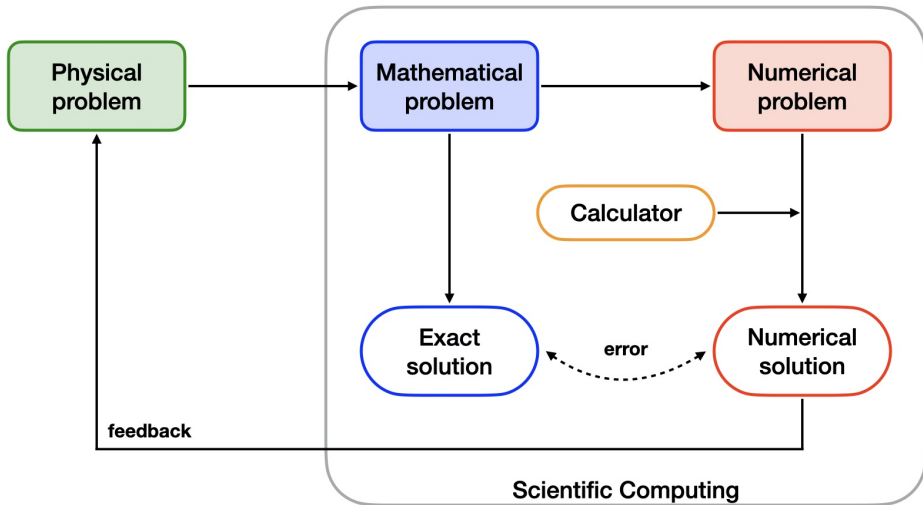 Physical
problem
Mathematical
problem
Numerical
problem
Calculator
Exact
solution
error
Numerical
solution
feedback
Scientific Computing